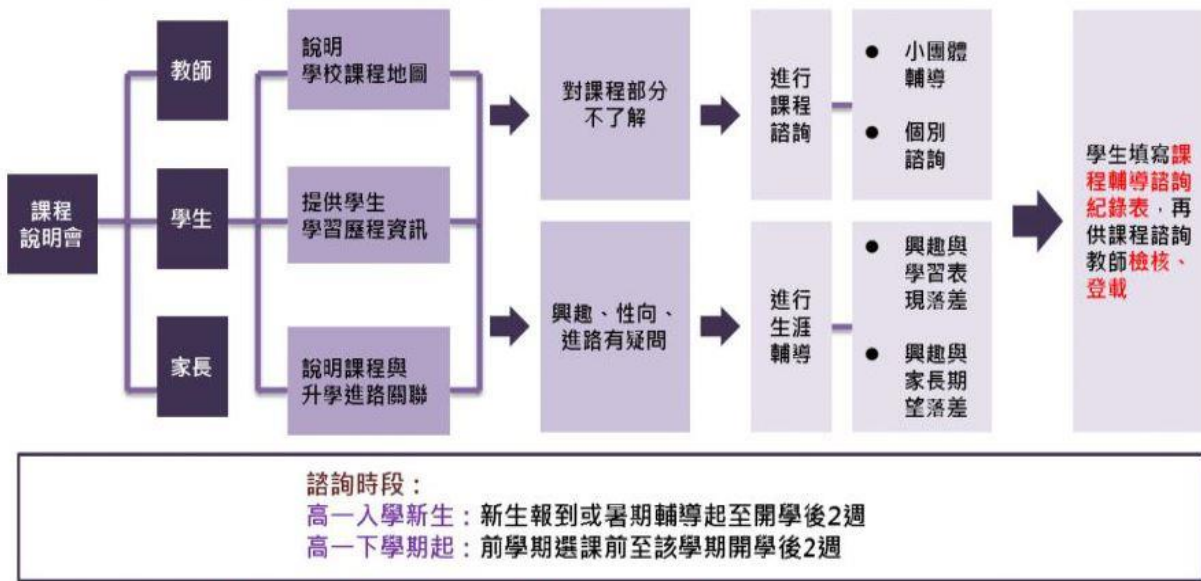 課程
說明會
教師
學生
家長
說明
學校課程地圖
提供學生
學習歷程資訊
說明課程與
升學進路關聯
對課程部分
不了解
興趣、性向、
進路有疑問
進行
課程
諮詢
進行
生涯
輔導
● 小團體
輔導
● 個別
諮詢
● 興趣與
學習表
現落差
● 興趣與
家長期
望落差
學生填寫課
程輔導諮詢
紀錄表，再
供課程諮詢
教師檢核、
登載
諮詢時段：
高一入學新生：新生報到或暑期輔導起至開學後2週
高一下學期起：前學期選課前至該學期開學後2週